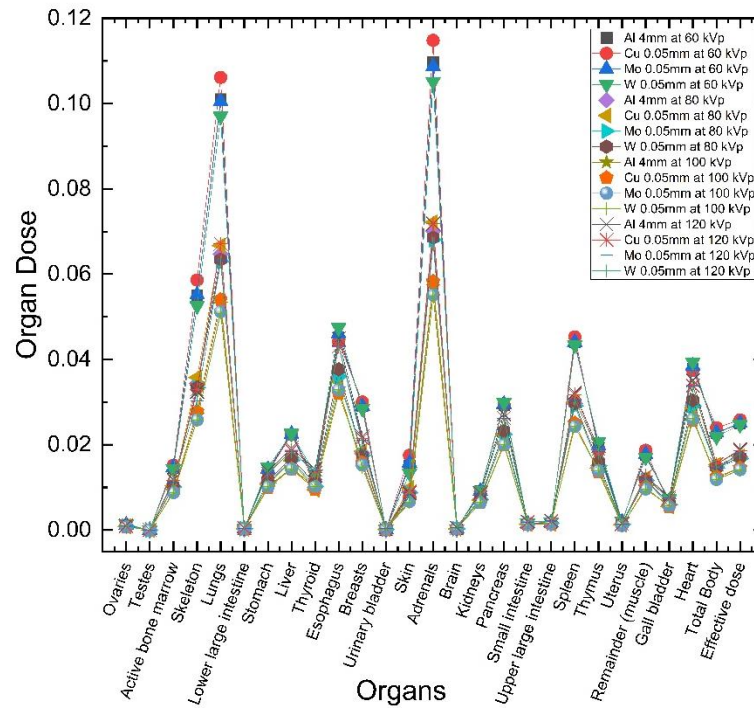 0.12
0.10
0.08
0.06
0.04
0.02
0.00
Organ Dose
Al 4mm at 60 kVp
Cu 0.05mm at 60 kVp
Mo 0.05mm at 60 kVp
W 0.05mm at 60 kVp
Al 4mm at 80 kVp
Cu 0.05mm at 80 kVp
Mo 0.05mm at 80 kVp
W 0.05mm at 80 kVp
Al 4mm at 100 kVp
Cu 0.05mm at 100 kVp
Mo 0.05mm at 100 kVp
W 0.05mm at 100 kVp
Al 4mm at 120 kVp
Cu 0.05mm at 120 kVp
Mo 0.05mm at 120 kVp
W 0.05mm at 120 kVp
Ovaries
Testes
Active bone marrow
Skeleton
Lungs
Lower large intestine
Stomach
Liver
Thyroid
Esophagus
Breasts
Urinary bladder
Skin
Adrenals
Brain
Kidneys
Pancreas
Small intestine
Upper large intestine
Spleen
Thymus
Uterus
Remainder (muscle)
Gall bladder
Heart
Total Body
Effective dose
Organs